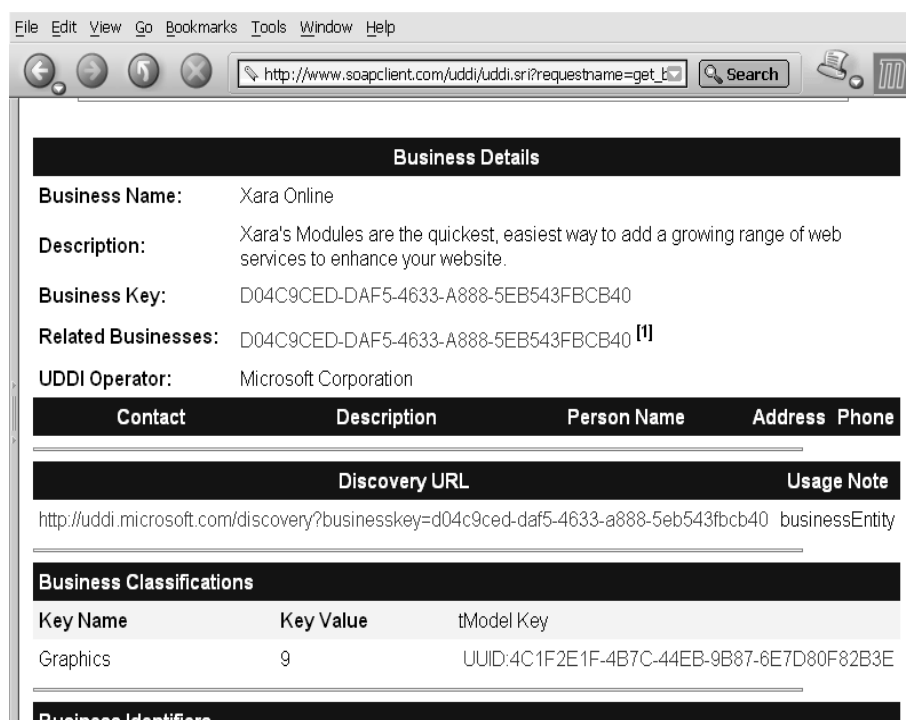 File Edit View Go Bookmarks Tools Window Help
http://www.soapclient.com/uddi/uddi.sri?requestname=get_b
Search
Business Details
Business Name: Xara Online
Description: Xara's Modules are the quickest, easiest way to add a growing range of web
services to enhance your website.
Business Key: D04C9CED-DAF5-4633-A888-5EB543FBCB40
Related Businesses: D04C9CED-DAF5-4633-A888-5EB543FBCB40 [1]
UDDI Operator: Microsoft Corporation
Contact Description Person Name Address Phone
Discovery URL Usage Note
http://uddi.microsoft.com/discovery?businesskey=d04c9ced-daf5-4633-a888-5eb543fbcb40 businessEntity
Business Classifications
Key Name Key Value tModel Key
Graphics 9 UUID:4C1F2E1F-4B7C-44EB-9B87-6E7D80F82B3E
Business Identifiers